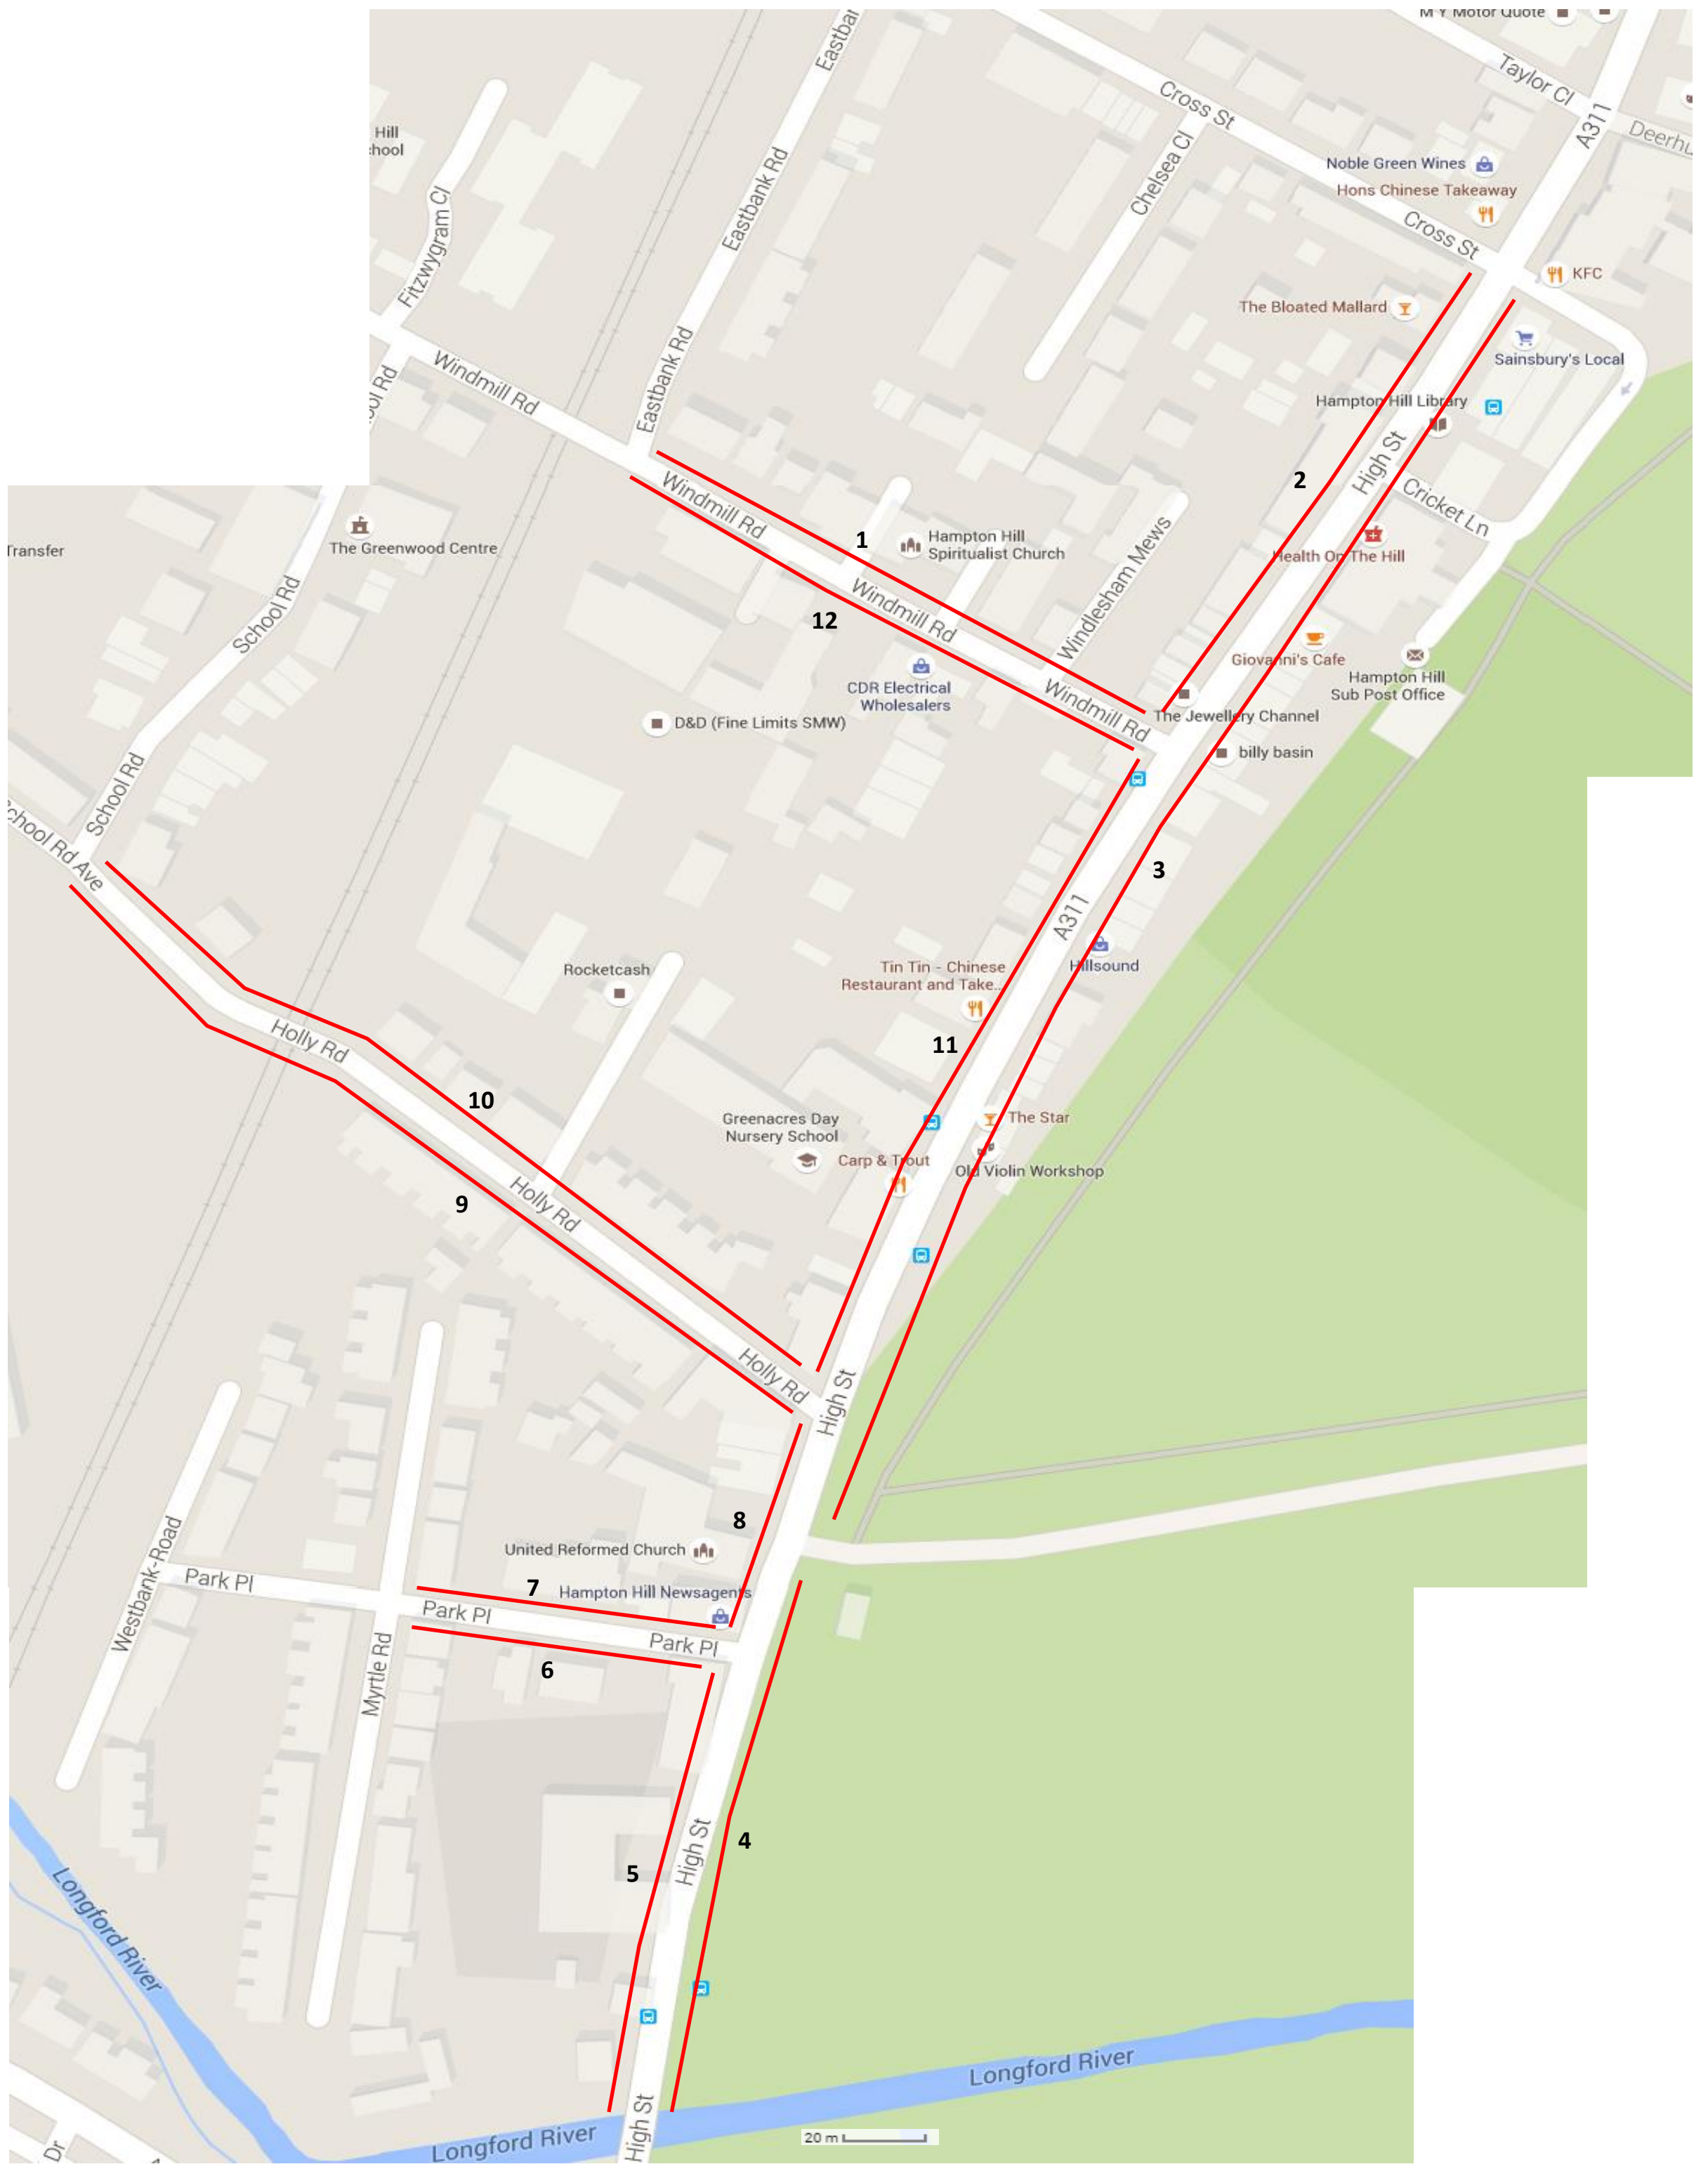 M Y Motor Quote
Taylor Cl
A311
Cross St
Chelsea Cl
Hill
Noble Green Wines
Hons Chinese Takeaway
Cross St
Eastbank Rd
Fitzwygram Cl
KFC
The Bloated Mallard
Sainsbury's Local
Windmill Rd
Eastbank Rd
Hampton Hill Library
High St
2
Cricket Ln
Windmill Rd
1
Hampton Hill
Spiritualist Church
The Greenwood Centre
Transfer
Health On The Hill
School Rd
Windmill Rd
12
Windlesham Mews
Giovanni's Cafe
Hampton Hill
Sub Post Office
CDR Electrical
Wholesalers
Windmill Rd
D&D (Fine Limits SMW)
The Jewellery Channel
billy basin
School Rd
School Rd Ave
3
A311
Rocketcash
Tin Tin - Chinese
Restaurant and Take...
Hillsound
Holly Rd
11
10
Greenacres Day
Nursery School
The Star
Carp & Trout
Old Violin Workshop
9
Holly Rd
Holly Rd
High St
8
United Reformed Church
Westbank-Road
Park Pl
7
Hampton Hill Newsagents
Park Pl
Park Pl
6
Myrtle Rd
4
5
High St
Longford River
Longford River
Longford River
High St
20 m
Dr